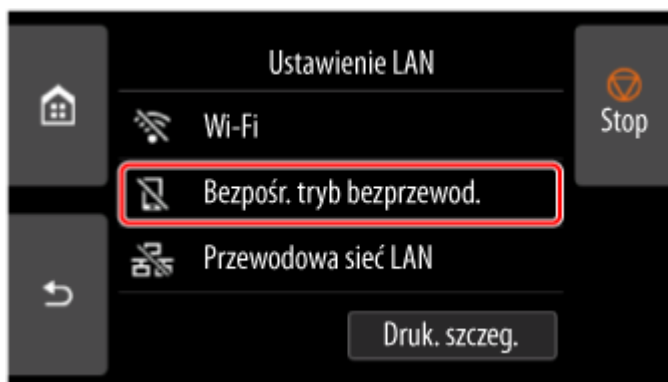 Ustawienie LAN
Stop
Wi-Fi
Bezpośr. tryb bezprzewod.
Przewodowa sieć LAN
Druk. szczeg.